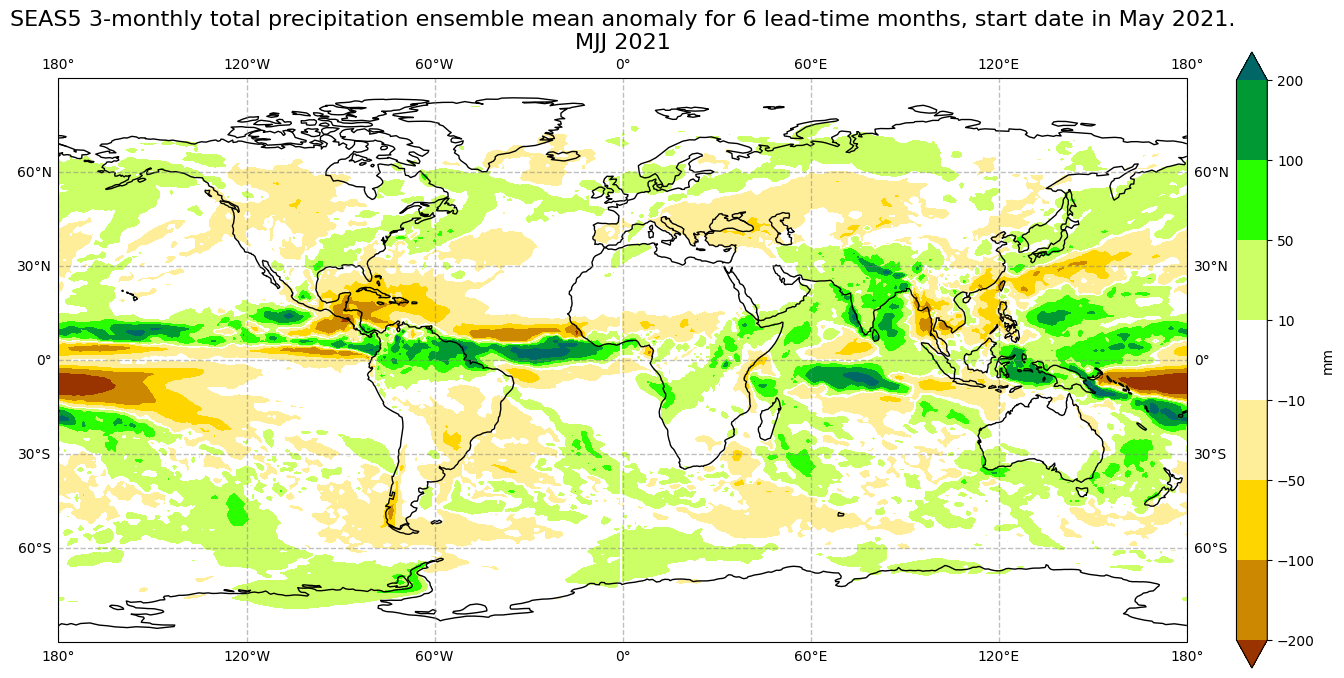 SEAS5 3-monthly total precipitation ensemble mean anomaly for 6 lead-time months, start date in May 2021.
MJJ 2021
180° 120°W 60°W 0° 60°E 120°E 180°
200
100
60°N 60°N
50
30°N 30°N
10
0° 0°
mm
−10
30°S 30°S
−50
60°S 60°S
−100
−200
180° 120°W 60°W 0° 60°E 120°E 180°